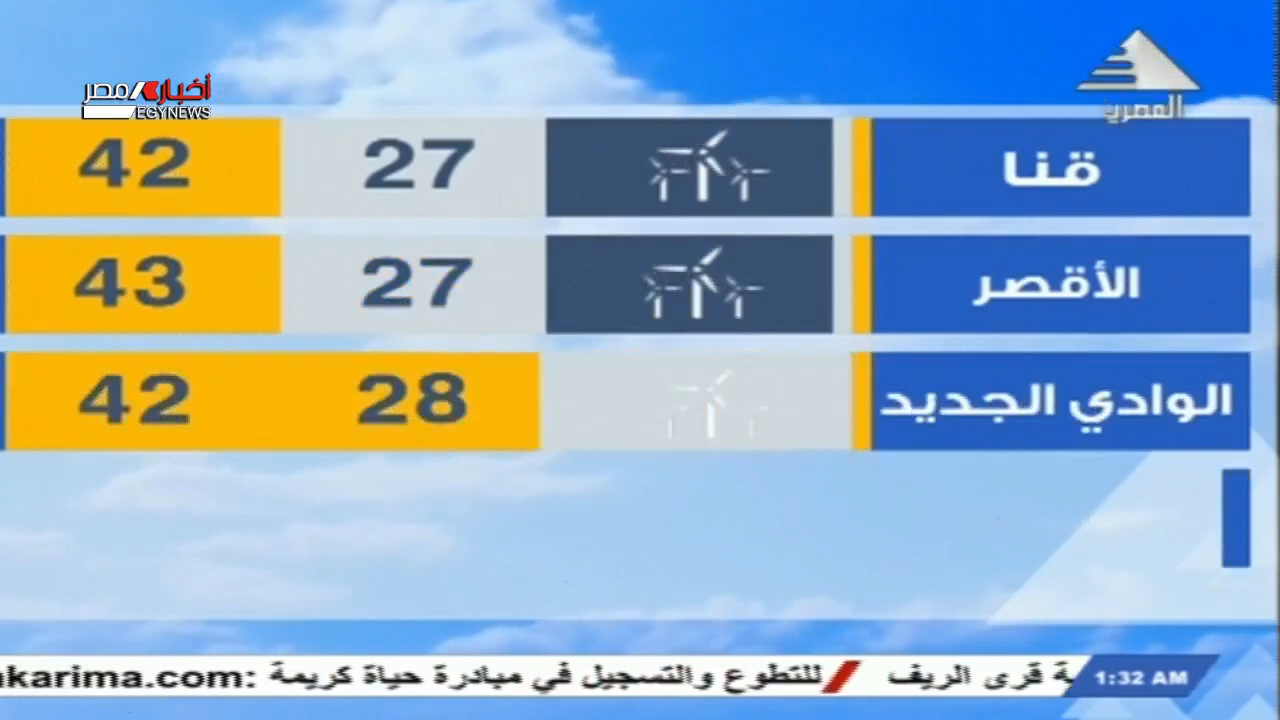 أخبار مصر
EGYNEWS
المصرية
قنا 27 42
الأقصر 27 43
الوادي الجديد 28 42
قرى الريف / للتطوع والتسجيل في مبادرة حياة كريمة :karima.com
1:32 AM